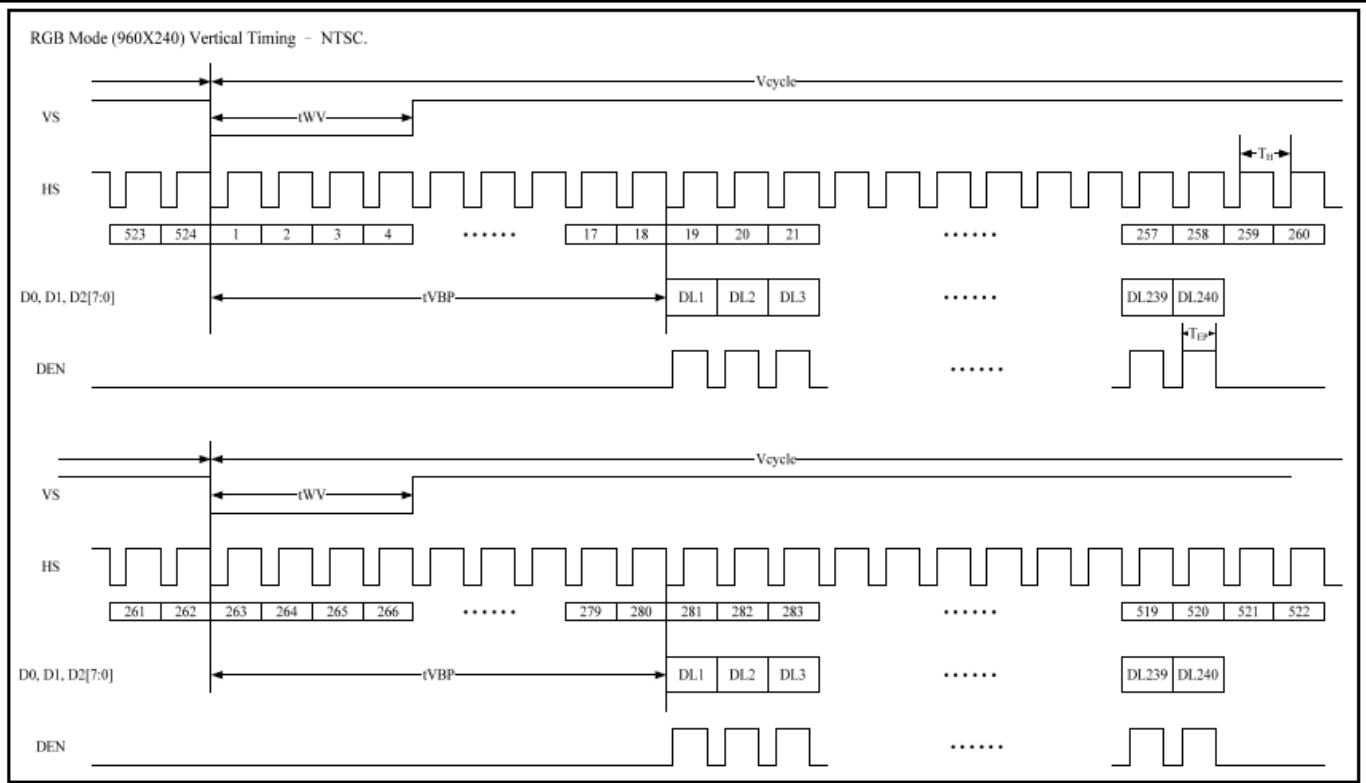 RGB Mode (960X240) Vertical Timing - NTSC.
Vcycle
VS
tWV
HS
TH
523 524 1 2 3 4 ······ 17 18 19 20 21 ······ 257 258 259 260
D0, D1, D2[7:0]
tVBP
DL1 DL2 DL3 ······ DL239 DL240
TEP
DEN
······
Vcycle
VS
tWV
HS
261 262 263 264 265 266 ······ 279 280 281 282 283 ······ 519 520 521 522
D0, D1, D2[7:0]
tVBP
DL1 DL2 DL3 ······ DL239 DL240
DEN
······